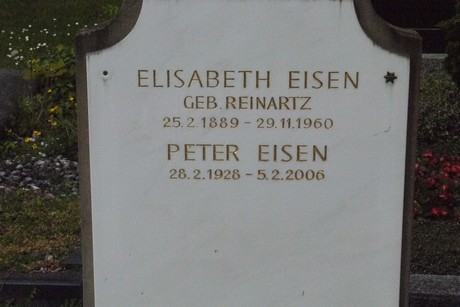 ELISABETH EISEN
GEB. REINARTZ
25.2.1889 - 29.11.1960
PETER EISEN
28.2.1928 - 5.2.2006